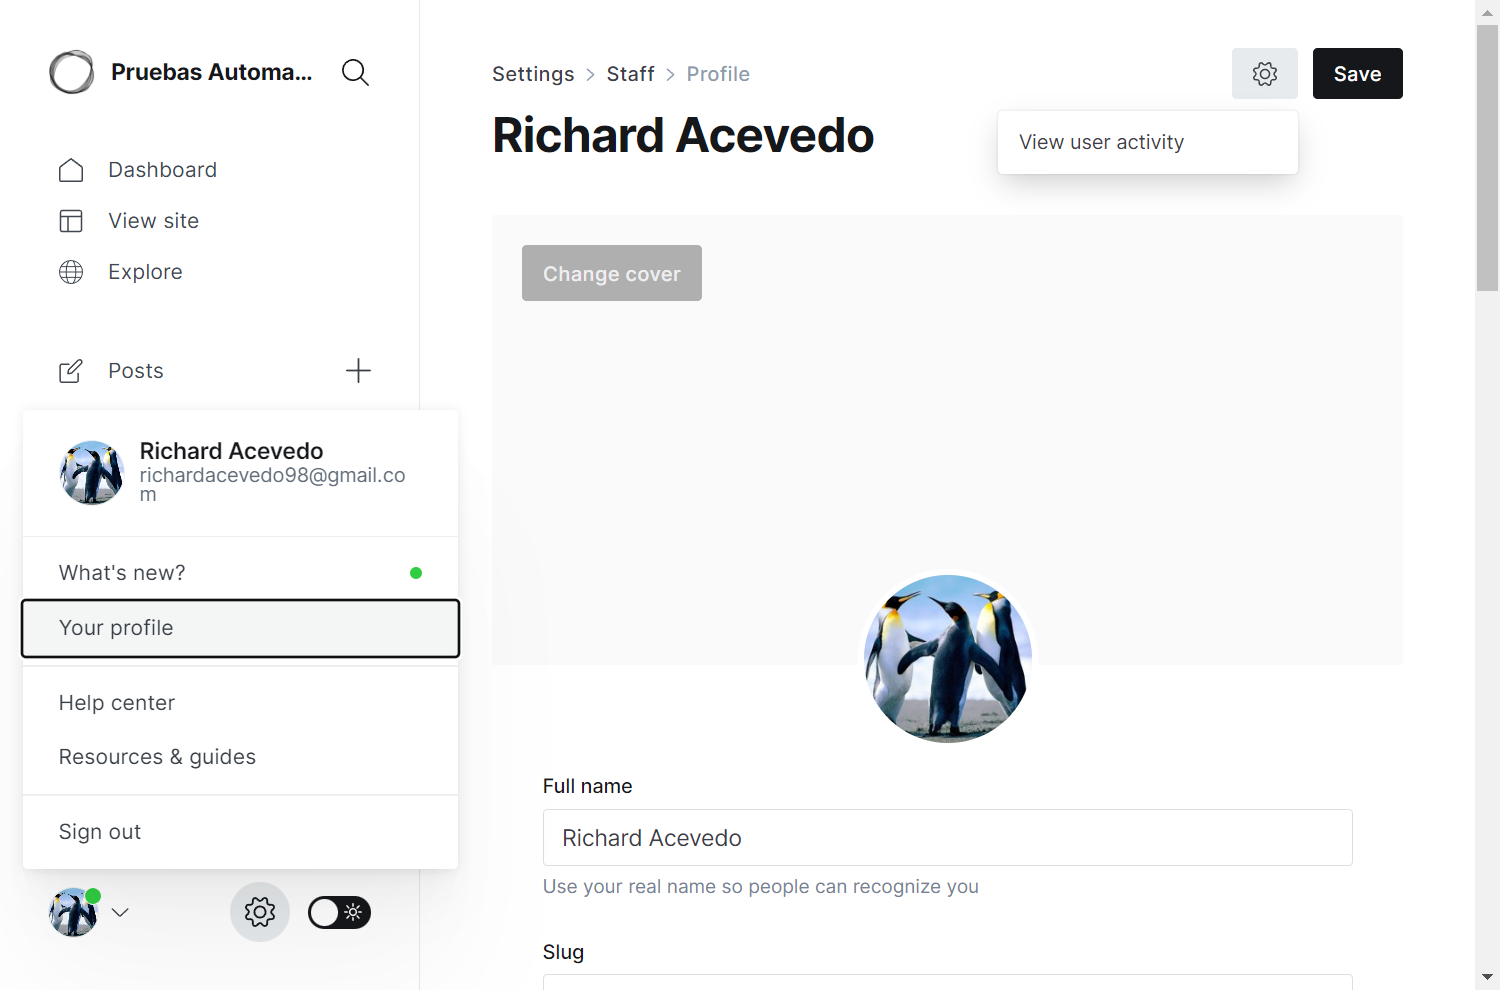 Pruebas Automa...
Dashboard
View site
Explore
Posts
Richard Acevedo
richardacevedo98@gmail.co
m
What's new?
Your profile
Help center
Resources & guides
Sign out
Settings > Staff > Profile
Save
Richard Acevedo
View user activity
Change cover
Full name
Richard Acevedo
Use your real name so people can recognize you
Slug